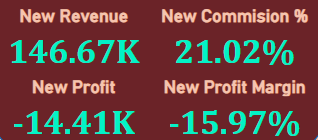 New Revenue New Commision %
146.67K 21.02%
New Profit New Profit Margin
-14.41K -15.97%